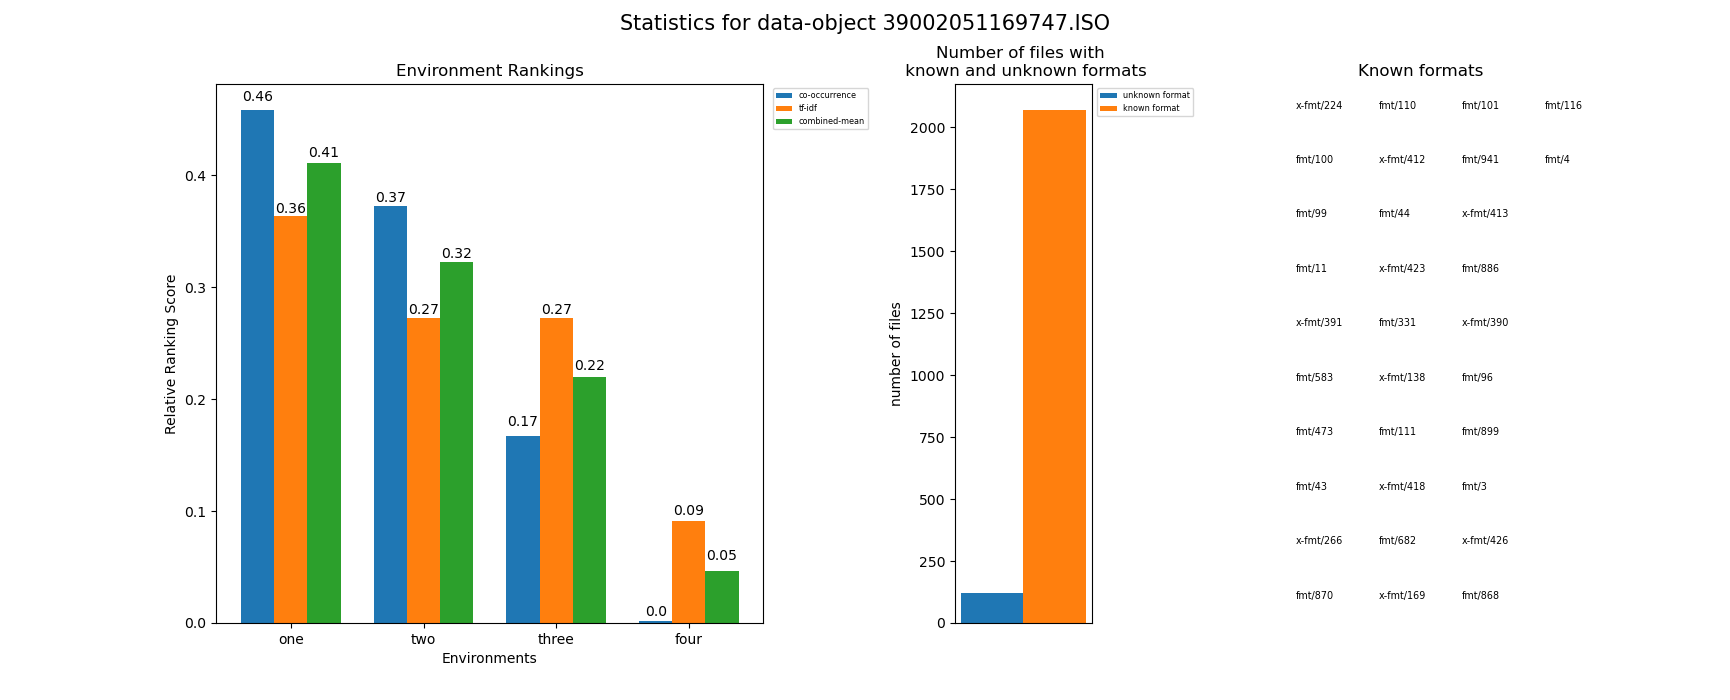 Statistics for data-object 39002051169747.ISO
Environment Rankings
co-occurrence
tf-idf
combined-mean
0.46
0.36
0.41
0.37
0.27
0.32
0.17
0.27
0.22
0.0
0.09
0.05
0.4
0.3
0.2
0.1
0.0
Relative Ranking Score
one two three four
Environments
Number of files with
known and unknown formats
unknown format
known format
2000
1750
1500
1250
1000
750
500
250
0
number of files
Known formats
x-fmt/224 fmt/110 fmt/101 fmt/116
fmt/100 x-fmt/412 fmt/941 fmt/4
fmt/99 fmt/44 x-fmt/413
fmt/11 x-fmt/423 fmt/886
x-fmt/391 fmt/331 x-fmt/390
fmt/583 x-fmt/138 fmt/96
fmt/473 fmt/111 fmt/899
fmt/43 x-fmt/418 fmt/3
x-fmt/266 fmt/682 x-fmt/426
fmt/870 x-fmt/169 fmt/868